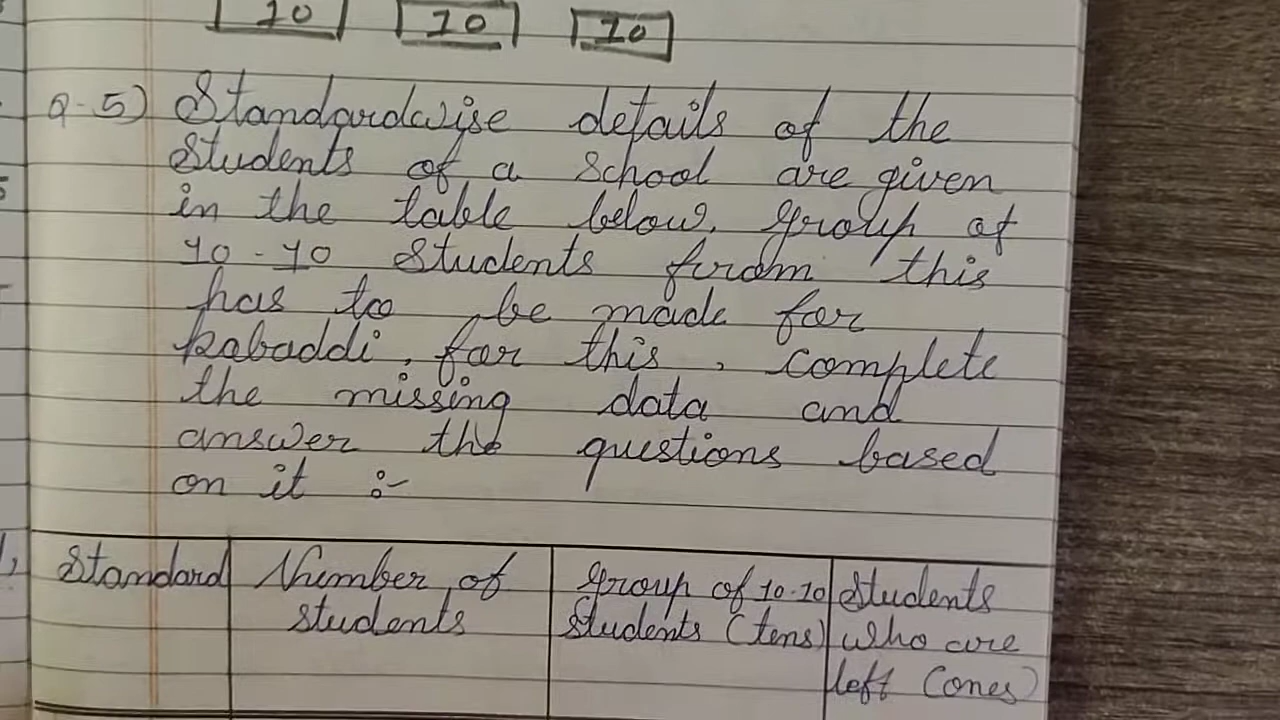 10 10 10
Q-5) Standardwise details of the
students of a school are given
in the table below. Group of
10-10 students from this
has to be made for
kabaddi, for this, complete
the missing data and
answer the questions based
on it :-
Standard Number of students Group of 10-10 students (tens) Students who are left (ones)